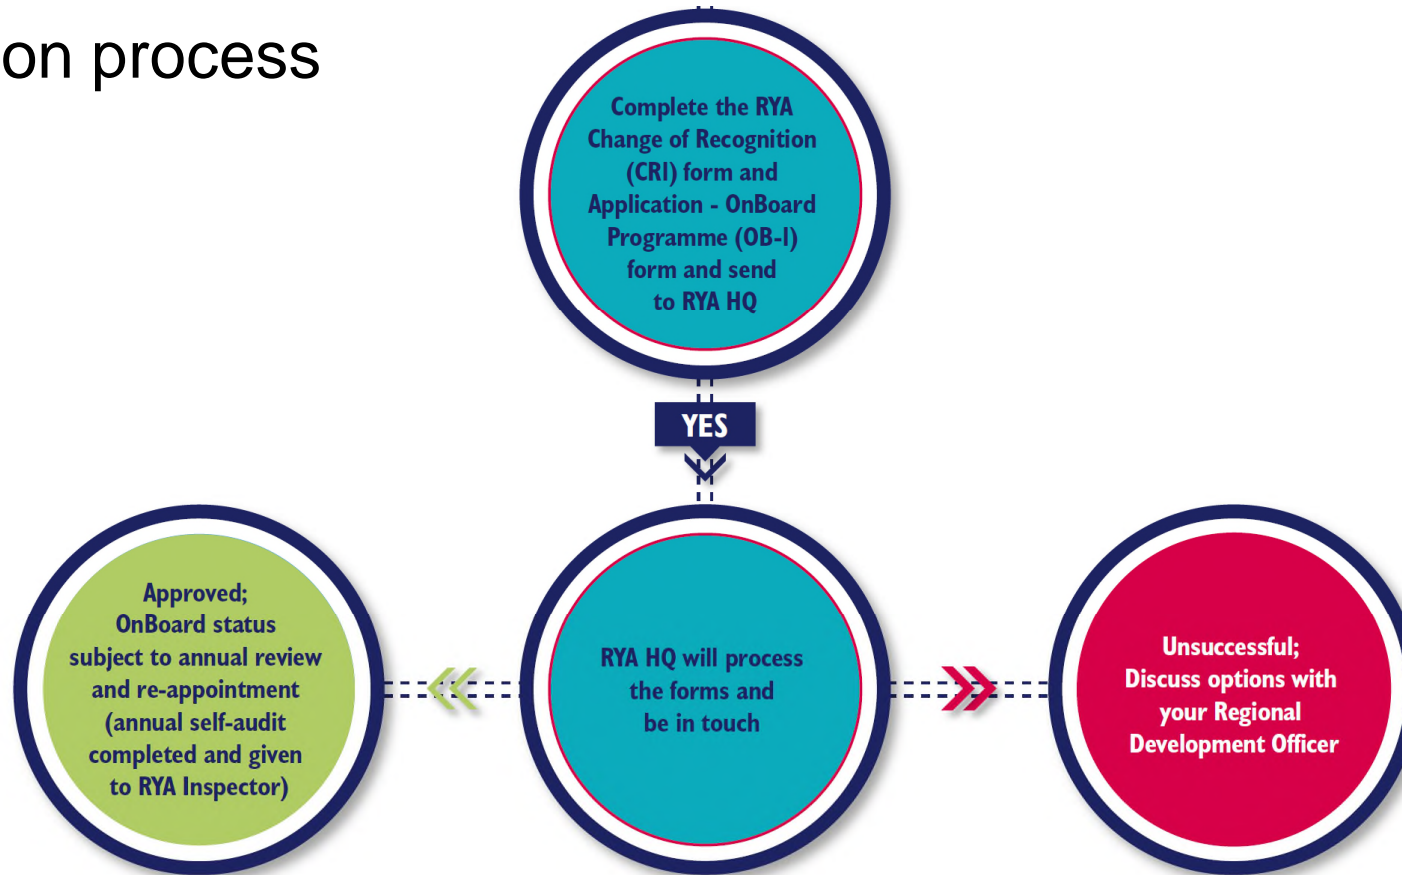 on process
Complete the RYA
Change of Recognition
(CRI) form and
Application - OnBoard
Programme (OB-I)
form and send
to RYA HQ
YES
Approved;
OnBoard status
subject to annual review
and re-appointment
(annual self-audit
completed and given
to RYA Inspector)
RYA HQ will process
the forms and
be in touch
Unsuccessful;
Discuss options with
your Regional
Development Officer